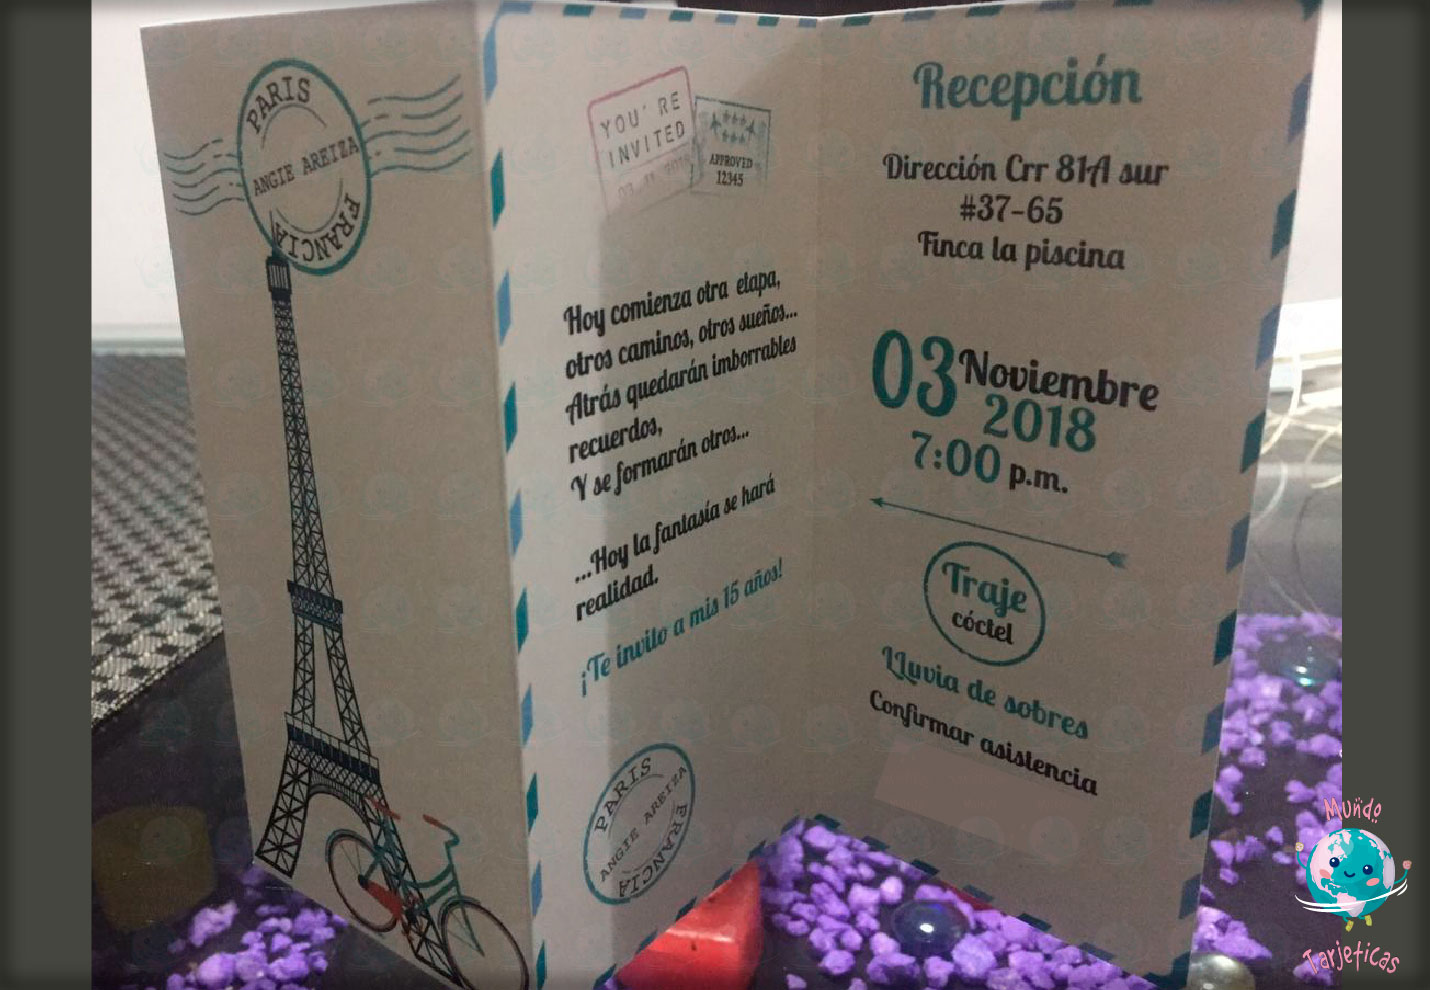 PARIS
ANGIE AREIZA
FRANCIA
YOU' RE
INVITED
03 11 2018
APPROVED
12345
Hoy comienza otra etapa,
otros caminos, otros sueños...
Atrás quedarán imborrables
recuerdos,
Y se formarán otros...
...Hoy la fantasía se hará
realidad.
¡Te invito a mis 15 años!
PARIS
ANGIE AREIZA
FRANCIA
Recepción
Dirección Crr 81A sur
#37-65
Finca la piscina
03 Noviembre
2018
7:00 p.m.
Traje
cóctel
LLuvia de sobres
Confirmar asistencia
Mundo
Tarjeticas